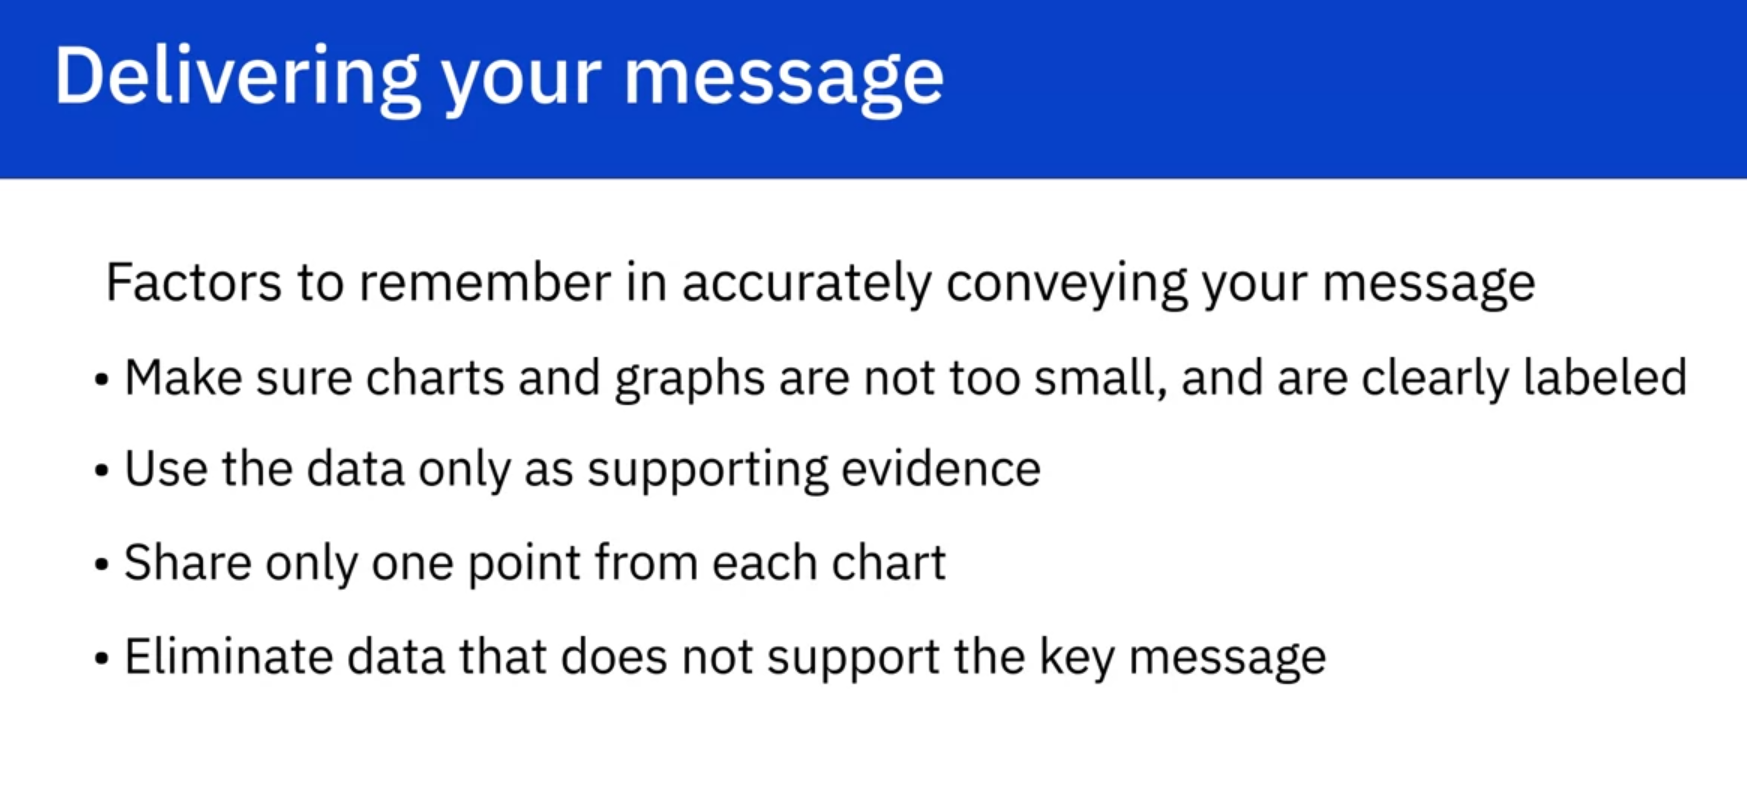 Delivering your message
Factors to remember in accurately conveying your message
• Make sure charts and graphs are not too small, and are clearly labeled
• Use the data only as supporting evidence
• Share only one point from each chart
• Eliminate data that does not support the key message